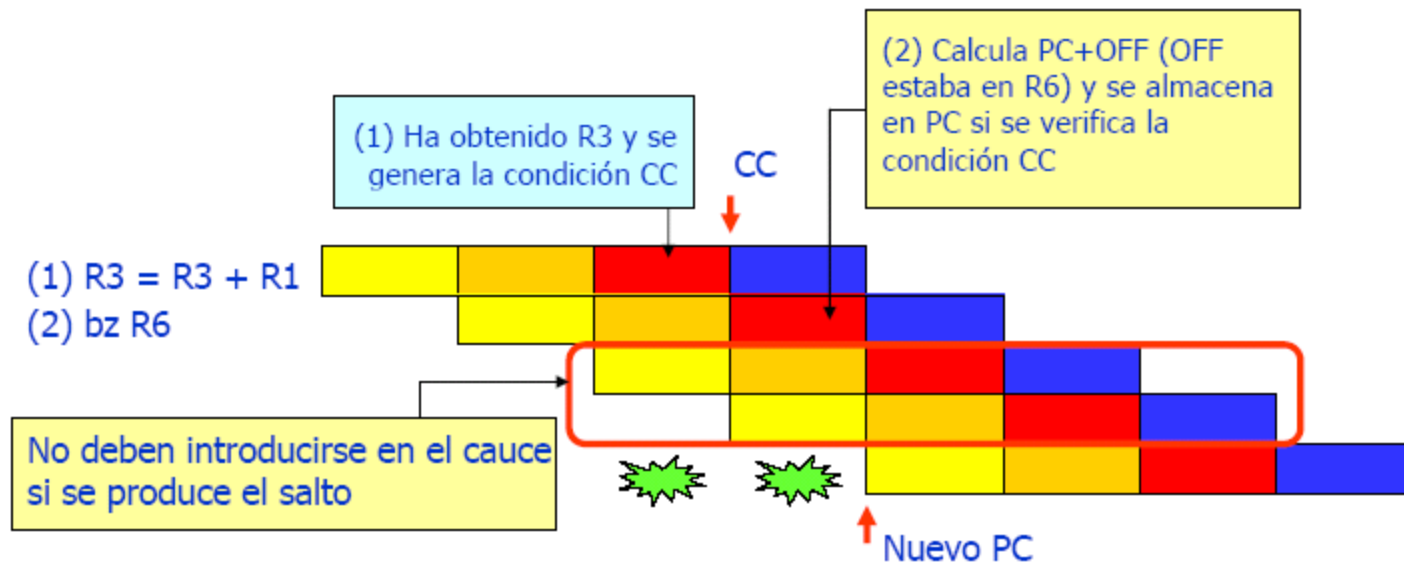 (2) Calcula PC+OFF (OFF
estaba en R6) y se almacena
en PC si se verifica la
condición CC
(1) Ha obtenido R3 y se
genera la condición CC
CC
(1) R3 = R3 + R1
(2) bz R6
No deben introducirse en el cauce
si se produce el salto
Nuevo PC